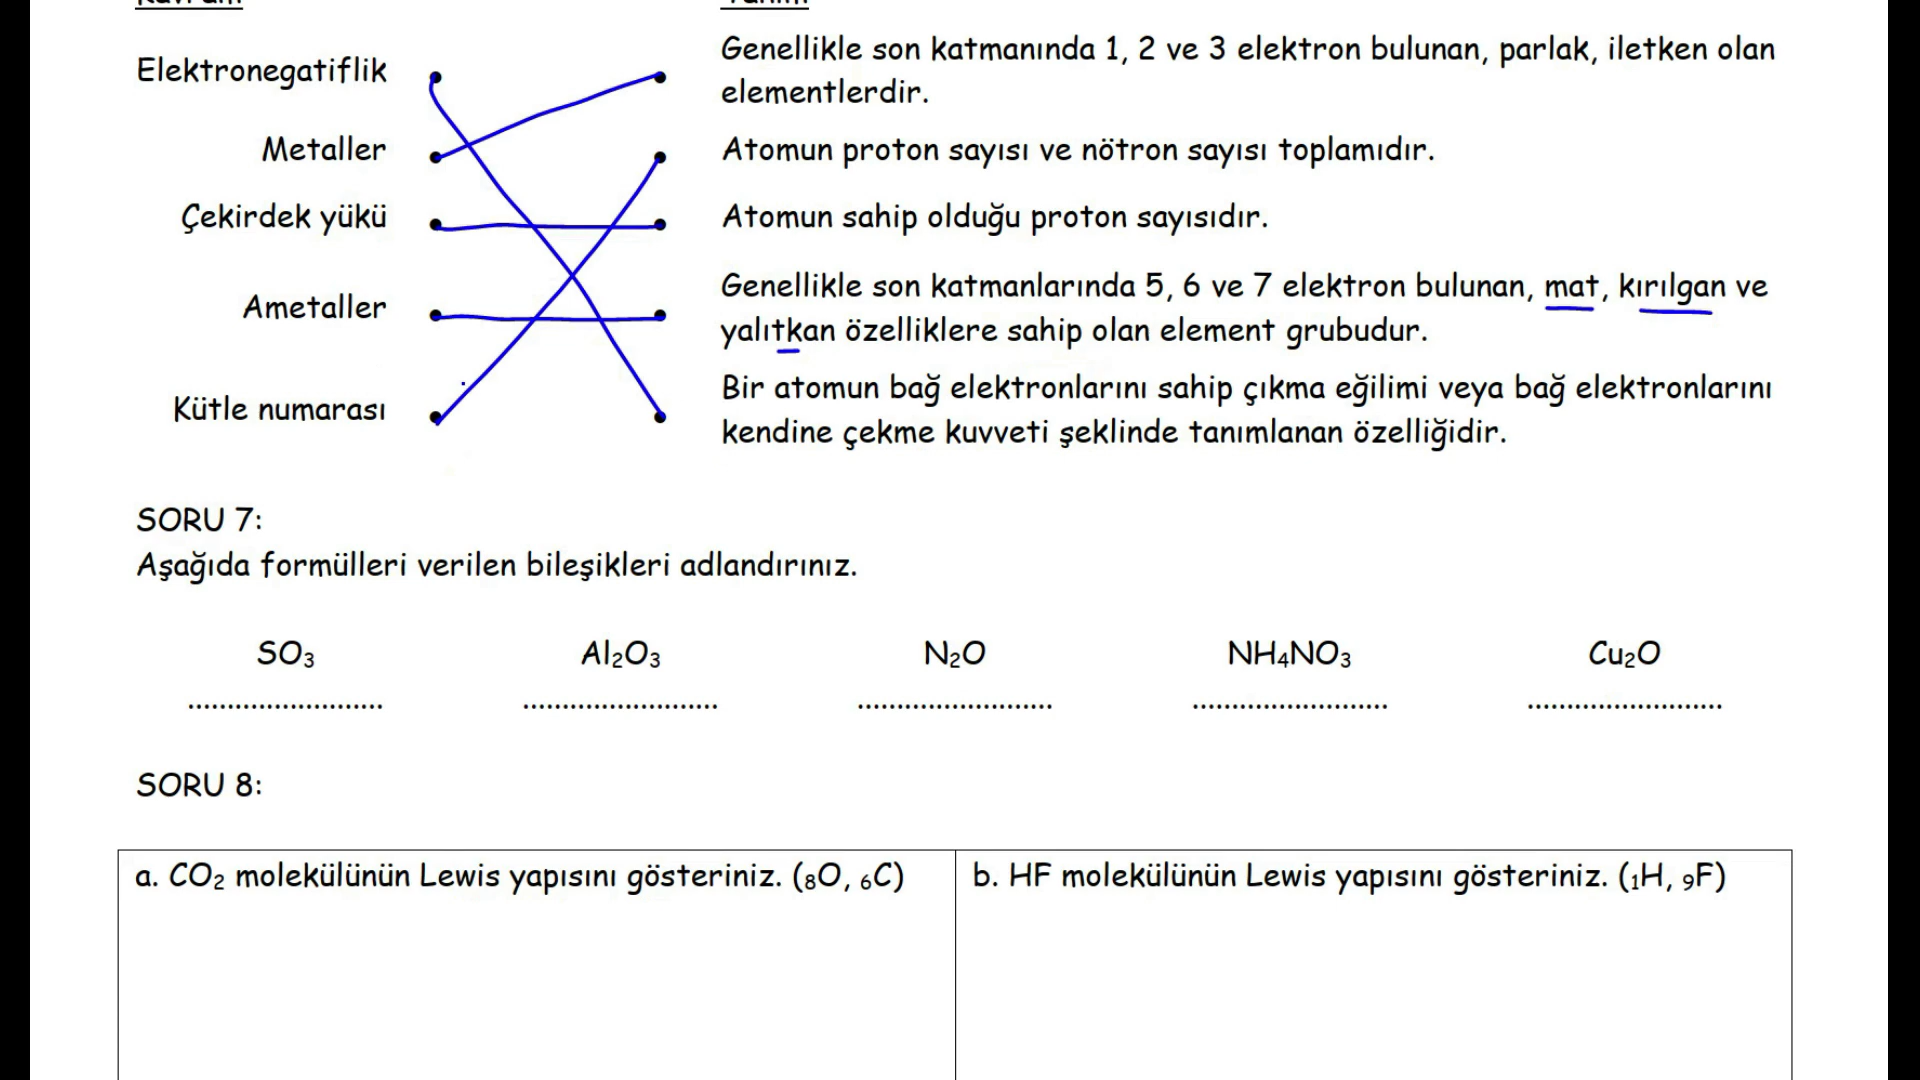 Elektronegatiflik
Genellikle son katmanında 1, 2 ve 3 elektron bulunan, parlak, iletken olan
elementlerdir.
Metaller
Atomun proton sayısı ve nötron sayısı toplamıdır.
Çekirdek yükü
Atomun sahip olduğu proton sayısıdır.
Ametaller
Genellikle son katmanlarında 5, 6 ve 7 elektron bulunan, mat, kırılgan ve
yalıtkan özelliklere sahip olan element grubudur.
Kütle numarası
Bir atomun bağ elektronlarını sahip çıkma eğilimi veya bağ elektronlarını
kendine çekme kuvveti şeklinde tanımlanan özelliğidir.
SORU 7:
Aşağıda formülleri verilen bileşikleri adlandırınız.
SO₃ Al₂O₃ N₂O NH₄NO₃ Cu₂O
......................... ......................... ......................... ......................... .........................
SORU 8:
a. CO₂ molekülünün Lewis yapısını gösteriniz. (₈O, ₆C)
b. HF molekülünün Lewis yapısını gösteriniz. (₁H, ₉F)